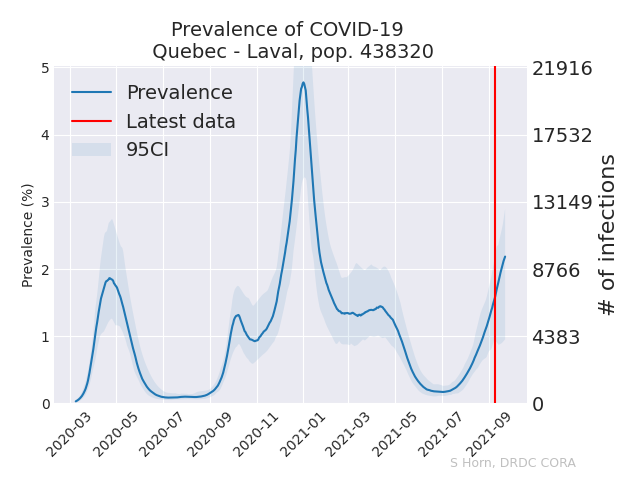 Prevalence of COVID-19
Quebec - Laval, pop. 438320
Prevalence
Latest data
95CI
Prevalence (%)
5
4
3
2
1
0
21916
17532
13149
8766
4383
0
# of infections
2020-03
2020-05
2020-07
2020-09
2020-11
2021-01
2021-03
2021-05
2021-07
2021-09
S Horn, DRDC CORA